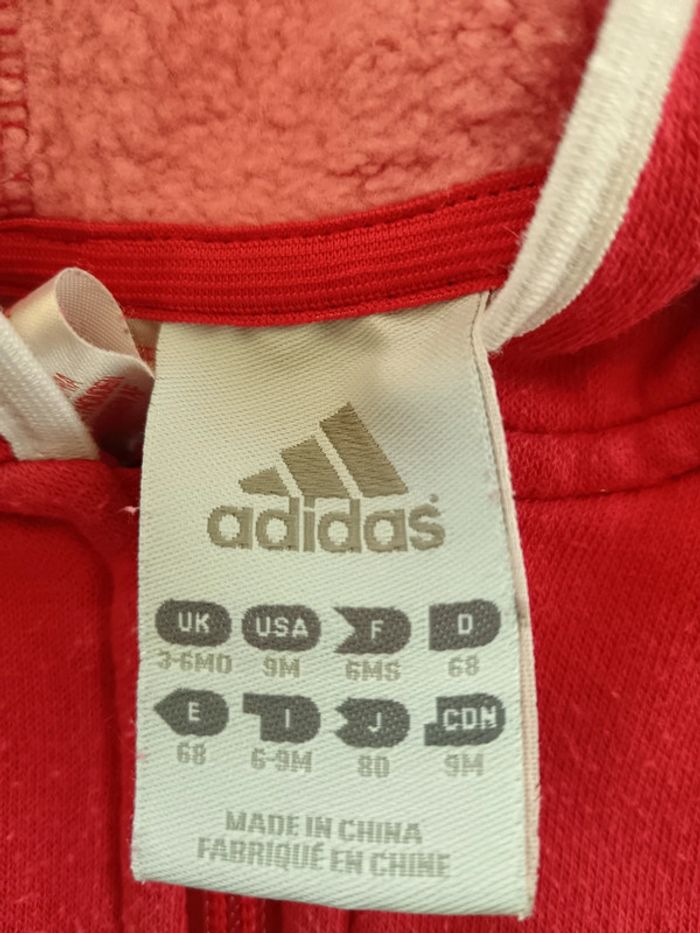 adidas
UK USA F D
3-6MO 9M 6MS 68
E I J CDN
68 6-9M 80 9M
MADE IN CHINA
FABRIQUÉ EN CHINE